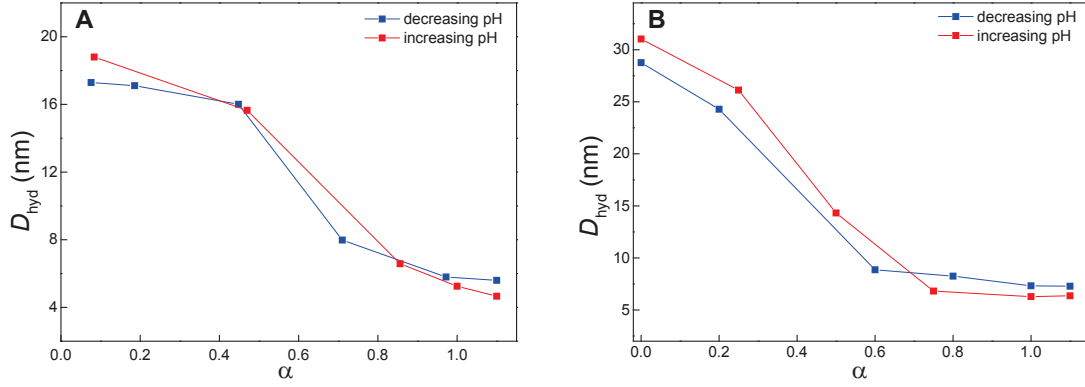 A
decreasing pH
increasing pH
20
16
12
8
4
D_hyd (nm)
0.0 0.2 0.4 0.6 0.8 1.0
α
B
decreasing pH
increasing pH
30
25
20
15
10
5
D_hyd (nm)
0.0 0.2 0.4 0.6 0.8 1.0
α